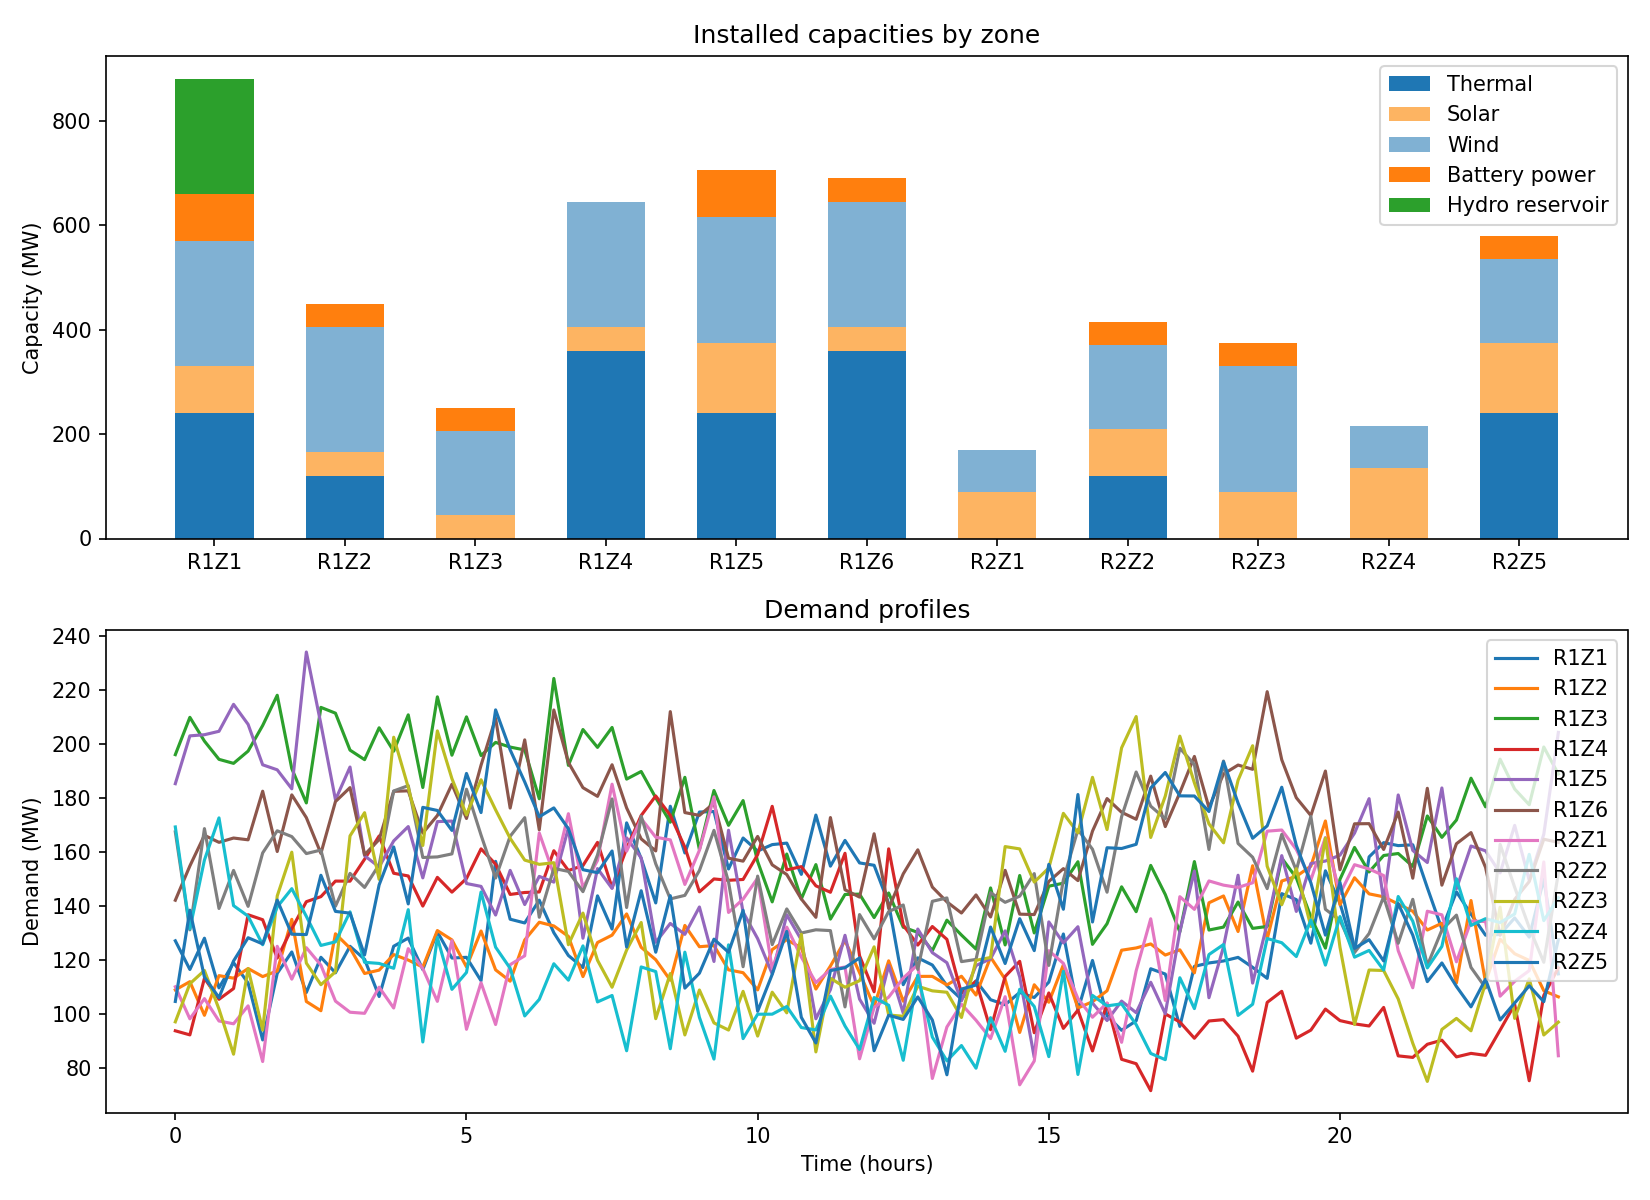 Installed capacities by zone
Capacity (MW)
800
600
400
200
0
Thermal
Solar
Wind
Battery power
Hydro reservoir
R1Z1 R1Z2 R1Z3 R1Z4 R1Z5 R1Z6 R2Z1 R2Z2 R2Z3 R2Z4 R2Z5
Demand profiles
Demand (MW)
240
220
200
180
160
140
120
100
80
R1Z1
R1Z2
R1Z3
R1Z4
R1Z5
R1Z6
R2Z1
R2Z2
R2Z3
R2Z4
R2Z5
0 5 10 15 20
Time (hours)